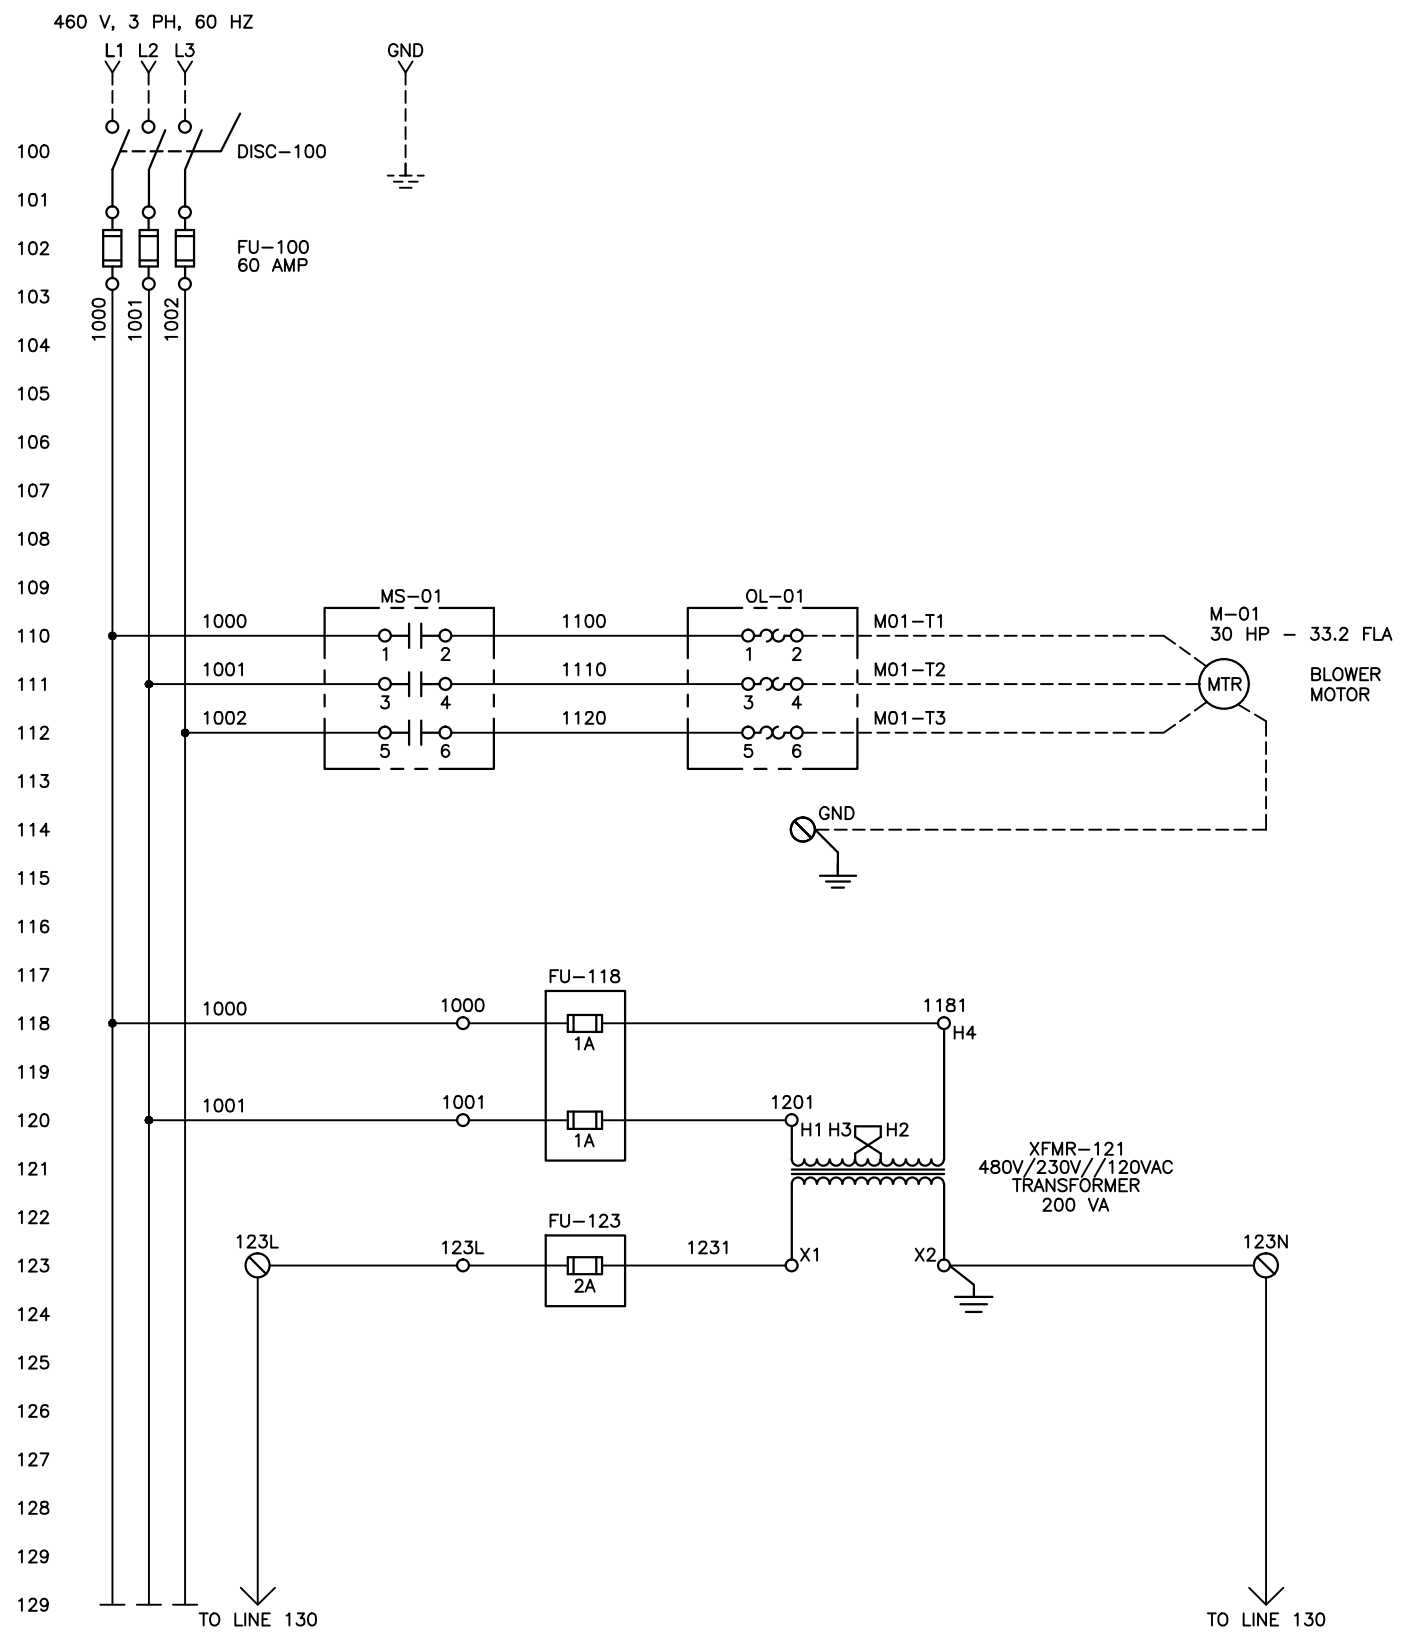 460 V, 3 PH, 60 HZ
L1 L2 L3 GND
100 DISC-100
101
102 FU-100
60 AMP
103
1000 1001 1002
104
105
106
107
108
109 MS-01 OL-01
110 1000 1 2 1100 1 2 M01-T1 M-01
30 HP - 33.2 FLA
111 1001 3 4 1110 3 4 M01-T2 MTR BLOWER
MOTOR
112 1002 5 6 1120 5 6 M01-T3
113
114 GND
115
116
117 FU-118
118 1000 1000 1A 1181 H4
119
120 1001 1001 1A 1201 H1 H3 H2
121 XFMR-121
480V/230V//120VAC
TRANSFORMER
200 VA
122 FU-123
123 123L 123L 2A 1231 X1 X2 123N
124
125
126
127
128
129
129 TO LINE 130 TO LINE 130